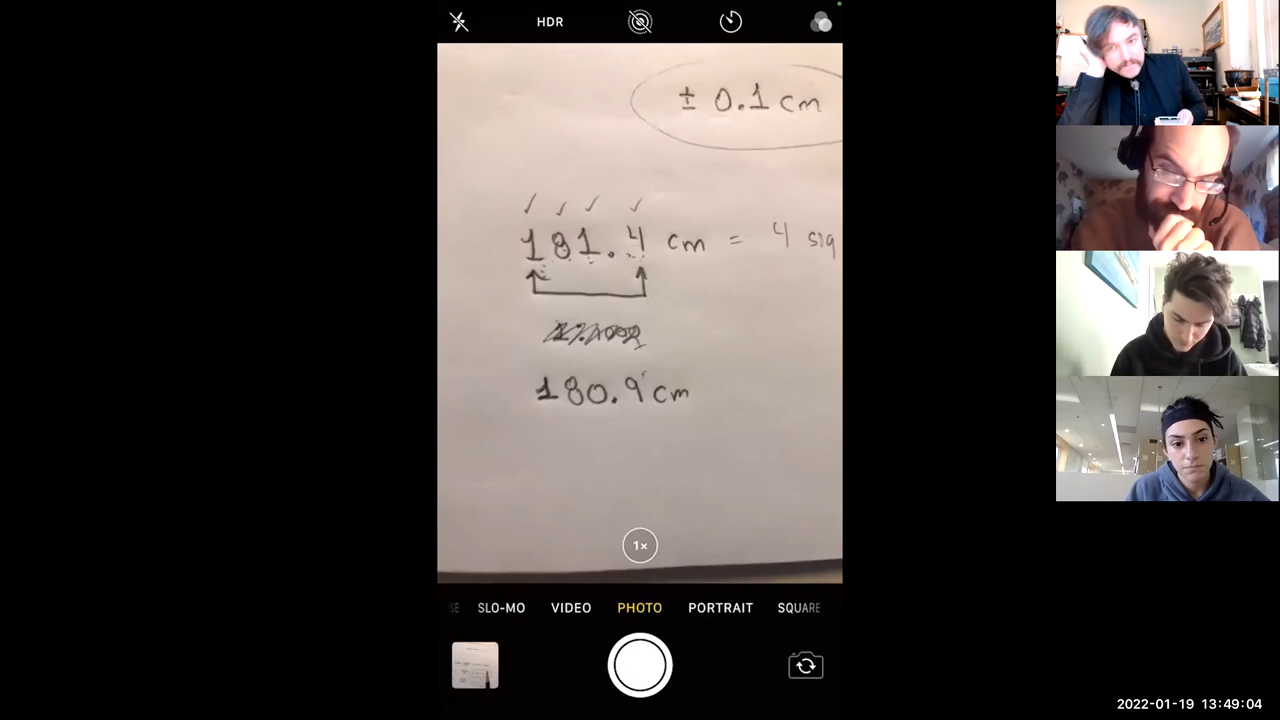 HDR
± 0.1 cm
181.4 cm = 4 sig
180.9 cm
1×
SLO-MO VIDEO PHOTO PORTRAIT SQUARE
2022-01-19 13:49:04